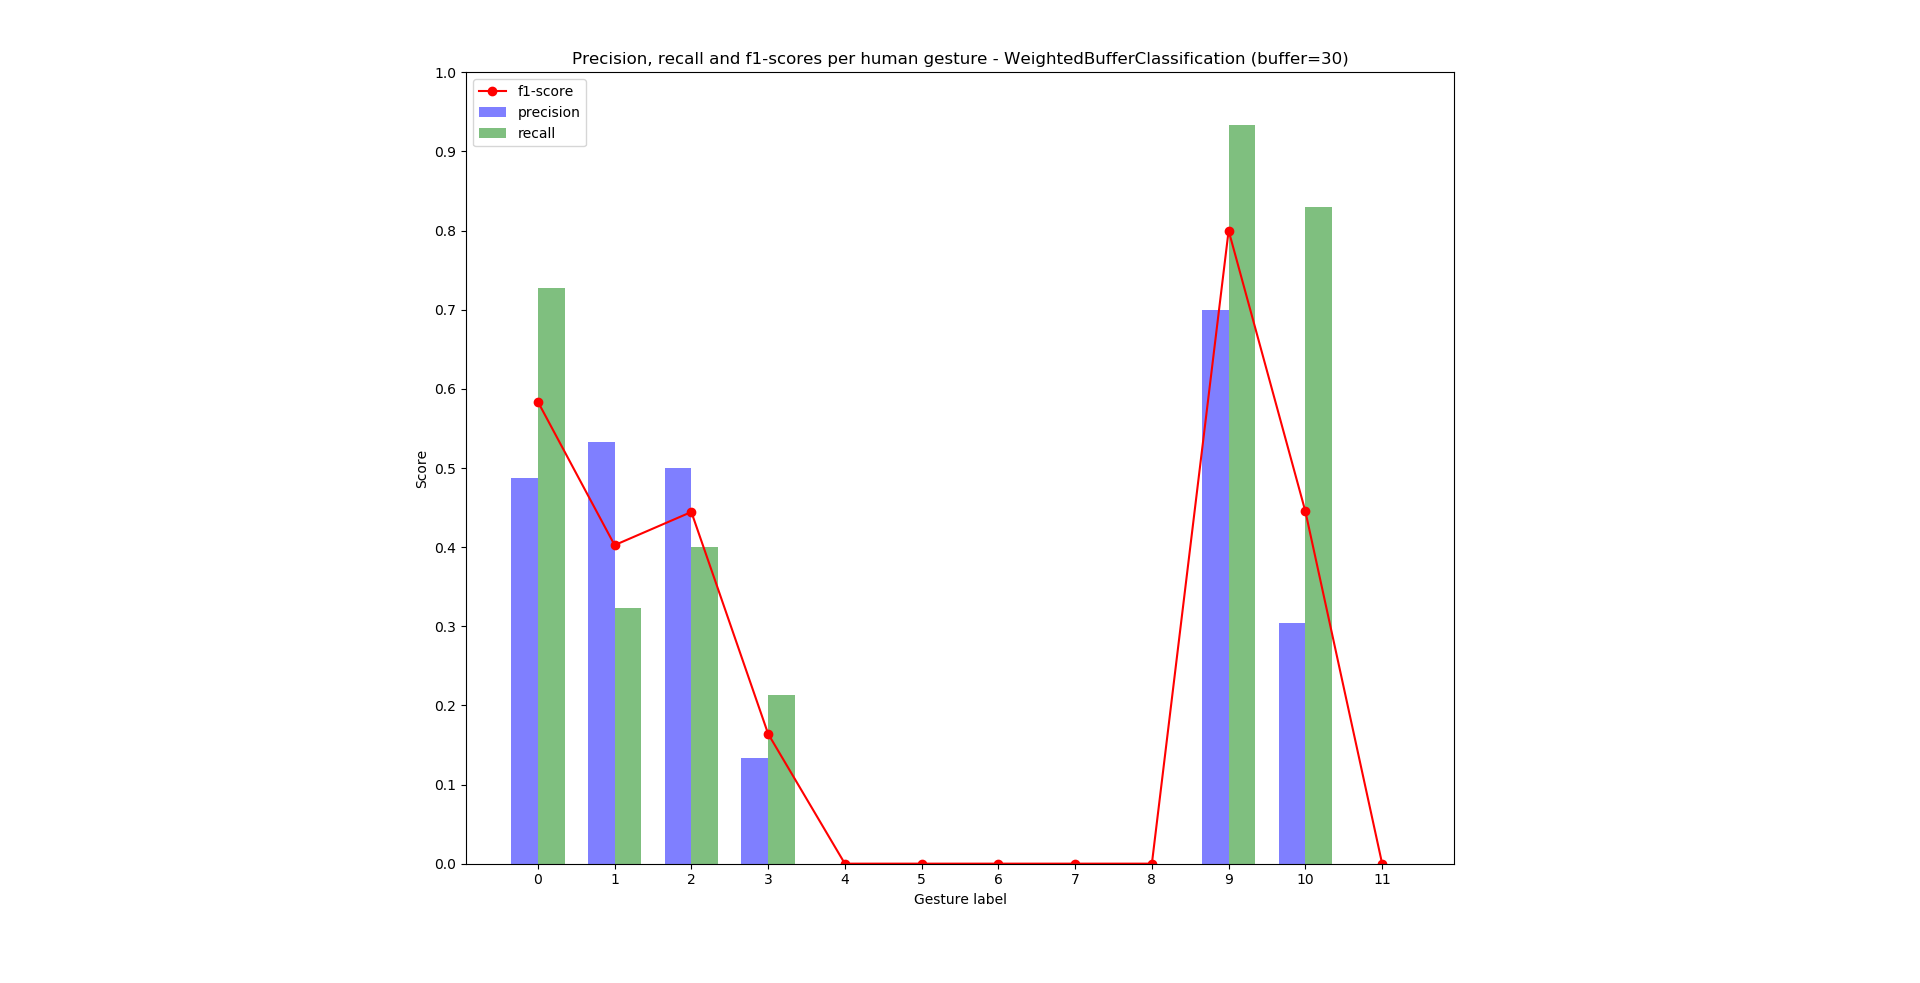 Precision, recall and f1-scores per human gesture - WeightedBufferClassification (buffer=30)
1.0
0.9
0.8
0.7
0.6
0.5
0.4
0.3
0.2
0.1
0.0
Score
f1-score
precision
recall
0 1 2 3 4 5 6 7 8 9 10 11
Gesture label